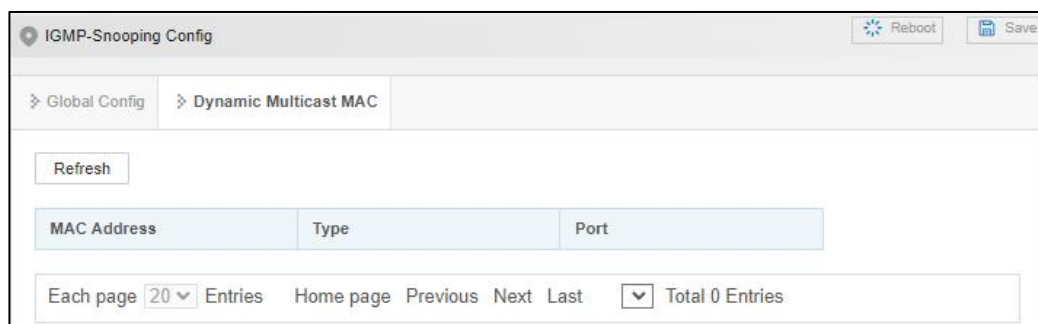 IGMP-Snooping Config
Reboot
Save
Global Config
Dynamic Multicast MAC
Refresh
MAC Address Type Port
Each page 20 Entries Home page Previous Next Last Total 0 Entries